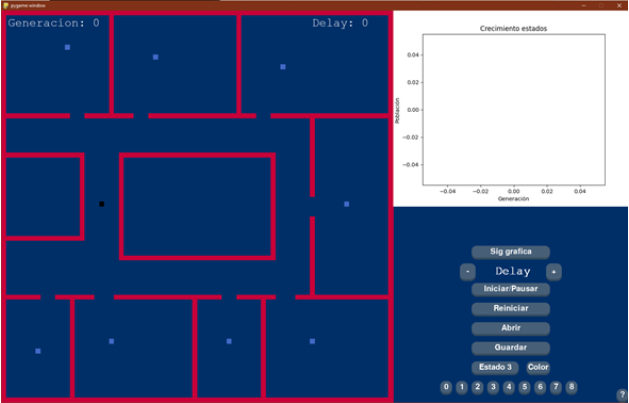 pygame window
Generacion: 0
Delay: 0
Crecimiento estados
Población
0.04
0.02
0.00
−0.02
−0.04
−0.04 −0.02 0.00 0.02 0.04
Generación
Sig grafica
- Delay +
Iniciar/Pausar
Reiniciar
Abrir
Guardar
Estado 3 Color
0 1 2 3 4 5 6 7 8
?